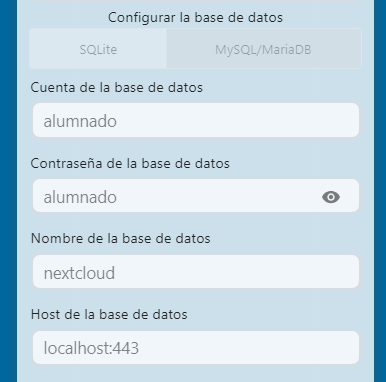 Configurar la base de datos
SQLite MySQL/MariaDB
Cuenta de la base de datos
alumnado
Contraseña de la base de datos
alumnado
Nombre de la base de datos
nextcloud
Host de la base de datos
localhost:443